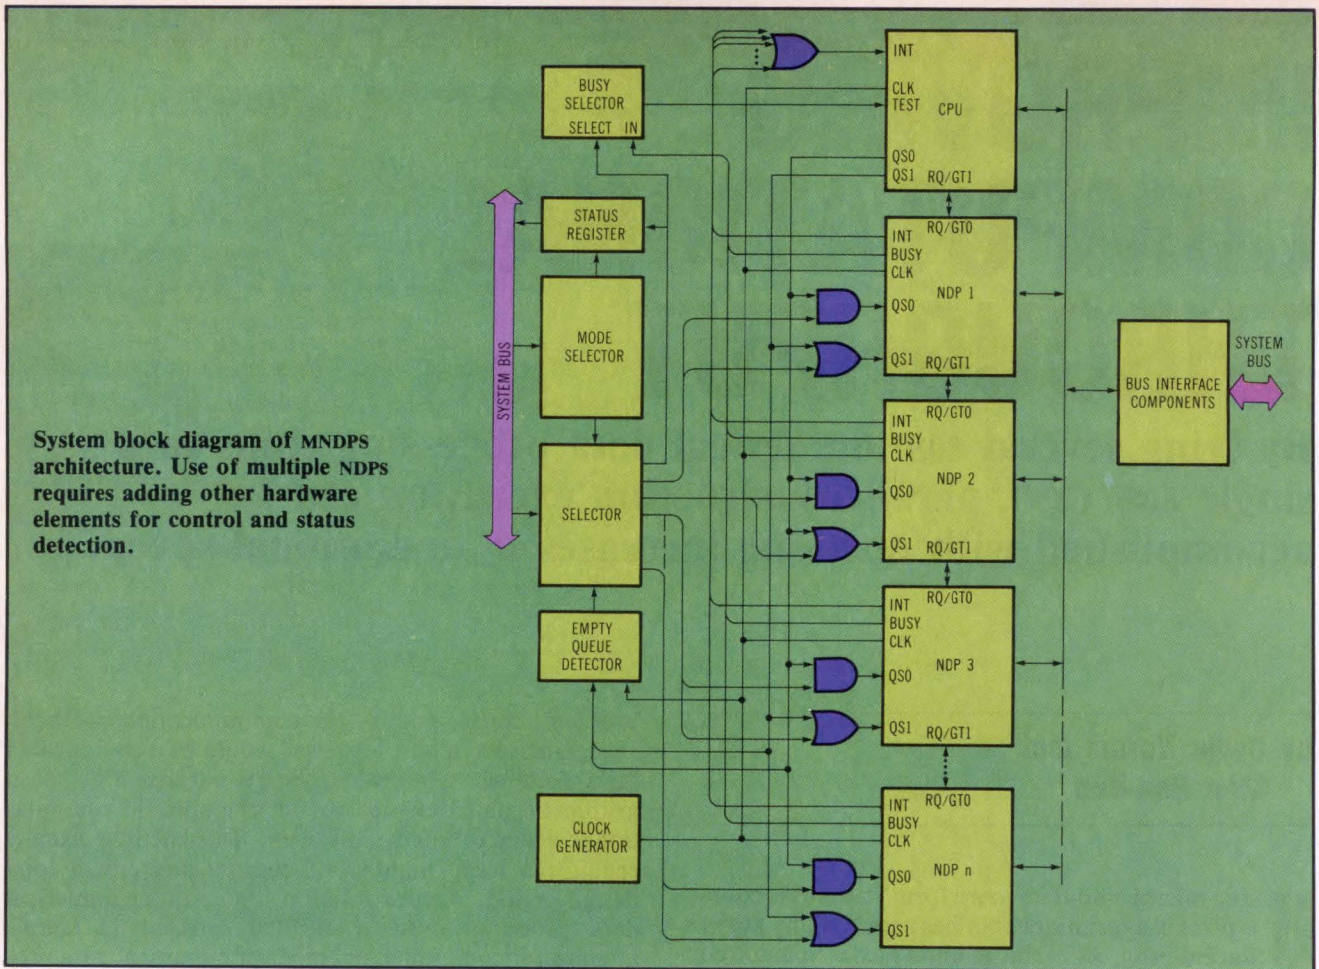 System block diagram of MNDPS
architecture. Use of multiple NDPs
requires adding other hardware
elements for control and status
detection.
SYSTEM BUS
BUSY
SELECTOR
SELECT IN
STATUS
REGISTER
MODE
SELECTOR
SELECTOR
EMPTY
QUEUE
DETECTOR
CLOCK
GENERATOR
INT
CLK
TEST
CPU
QS0
QS1
RQ/GT1
RQ/GT0
INT
BUSY
CLK
NDP 1
QS0
QS1
RQ/GT1
RQ/GT0
INT
BUSY
CLK
NDP 2
QS0
QS1
RQ/GT1
RQ/GT0
INT
BUSY
CLK
NDP 3
QS0
QS1
RQ/GT1
RQ/GT0
INT
BUSY
CLK
NDP n
QS0
QS1
BUS INTERFACE
COMPONENTS
SYSTEM
BUS